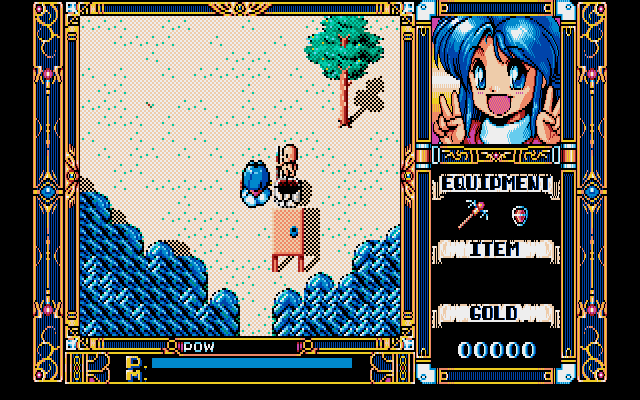 EQUIPMENT
ITEM
GOLD
00000
POW
P.
M.